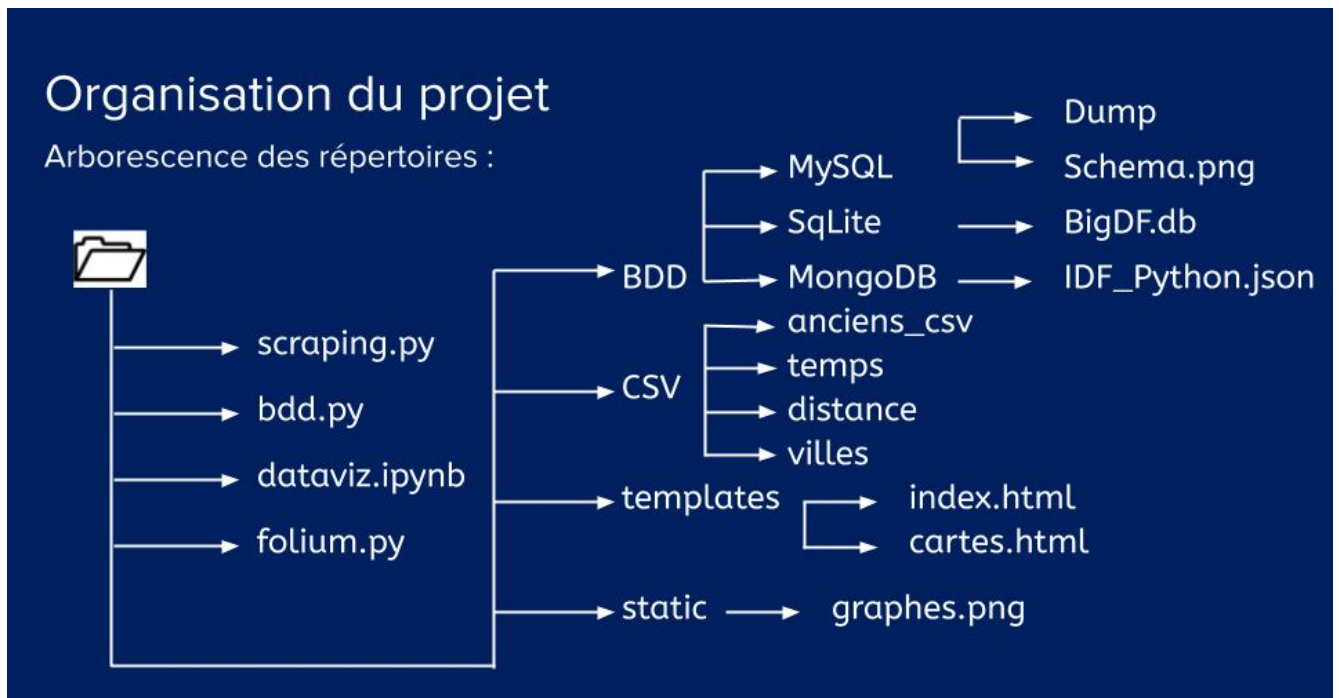 Organisation du projet
Arborescence des répertoires :
scraping.py
bdd.py
dataviz.ipynb
folium.py
BDD
MySQL
Dump
Schema.png
SqLite
BigDF.db
MongoDB
IDF_Python.json
CSV
anciens_csv
temps
distance
villes
templates
index.html
cartes.html
static
graphes.png